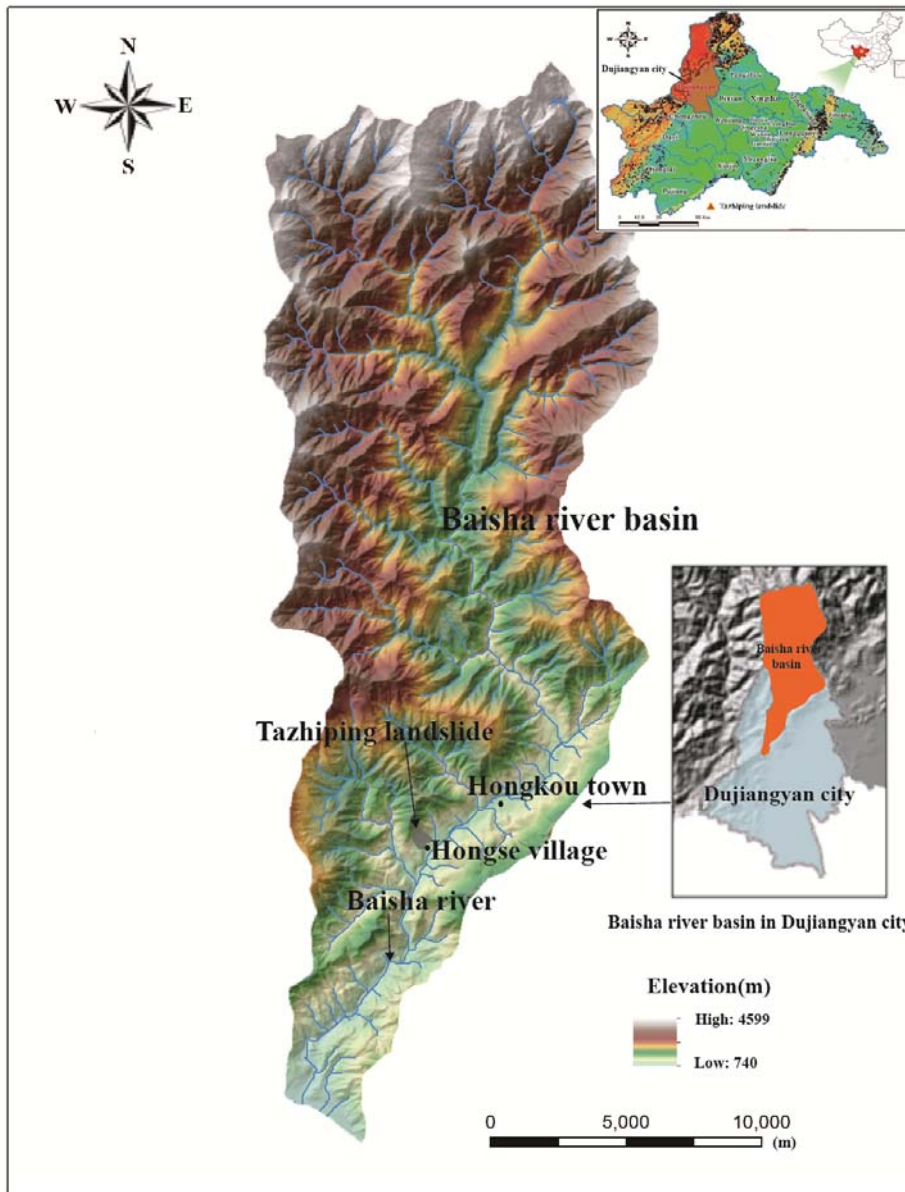 N
W
E
S
Dujiangyan city
Tazhiping landslide
Baisha river basin
Baisha river
basin
Dujiangyan city
Tazhiping landslide
Hongkou town
Hongse village
Baisha river
Baisha river basin in Dujiangyan city
Elevation(m)
High: 4599
Low: 740
0
5,000
10,000
(m)